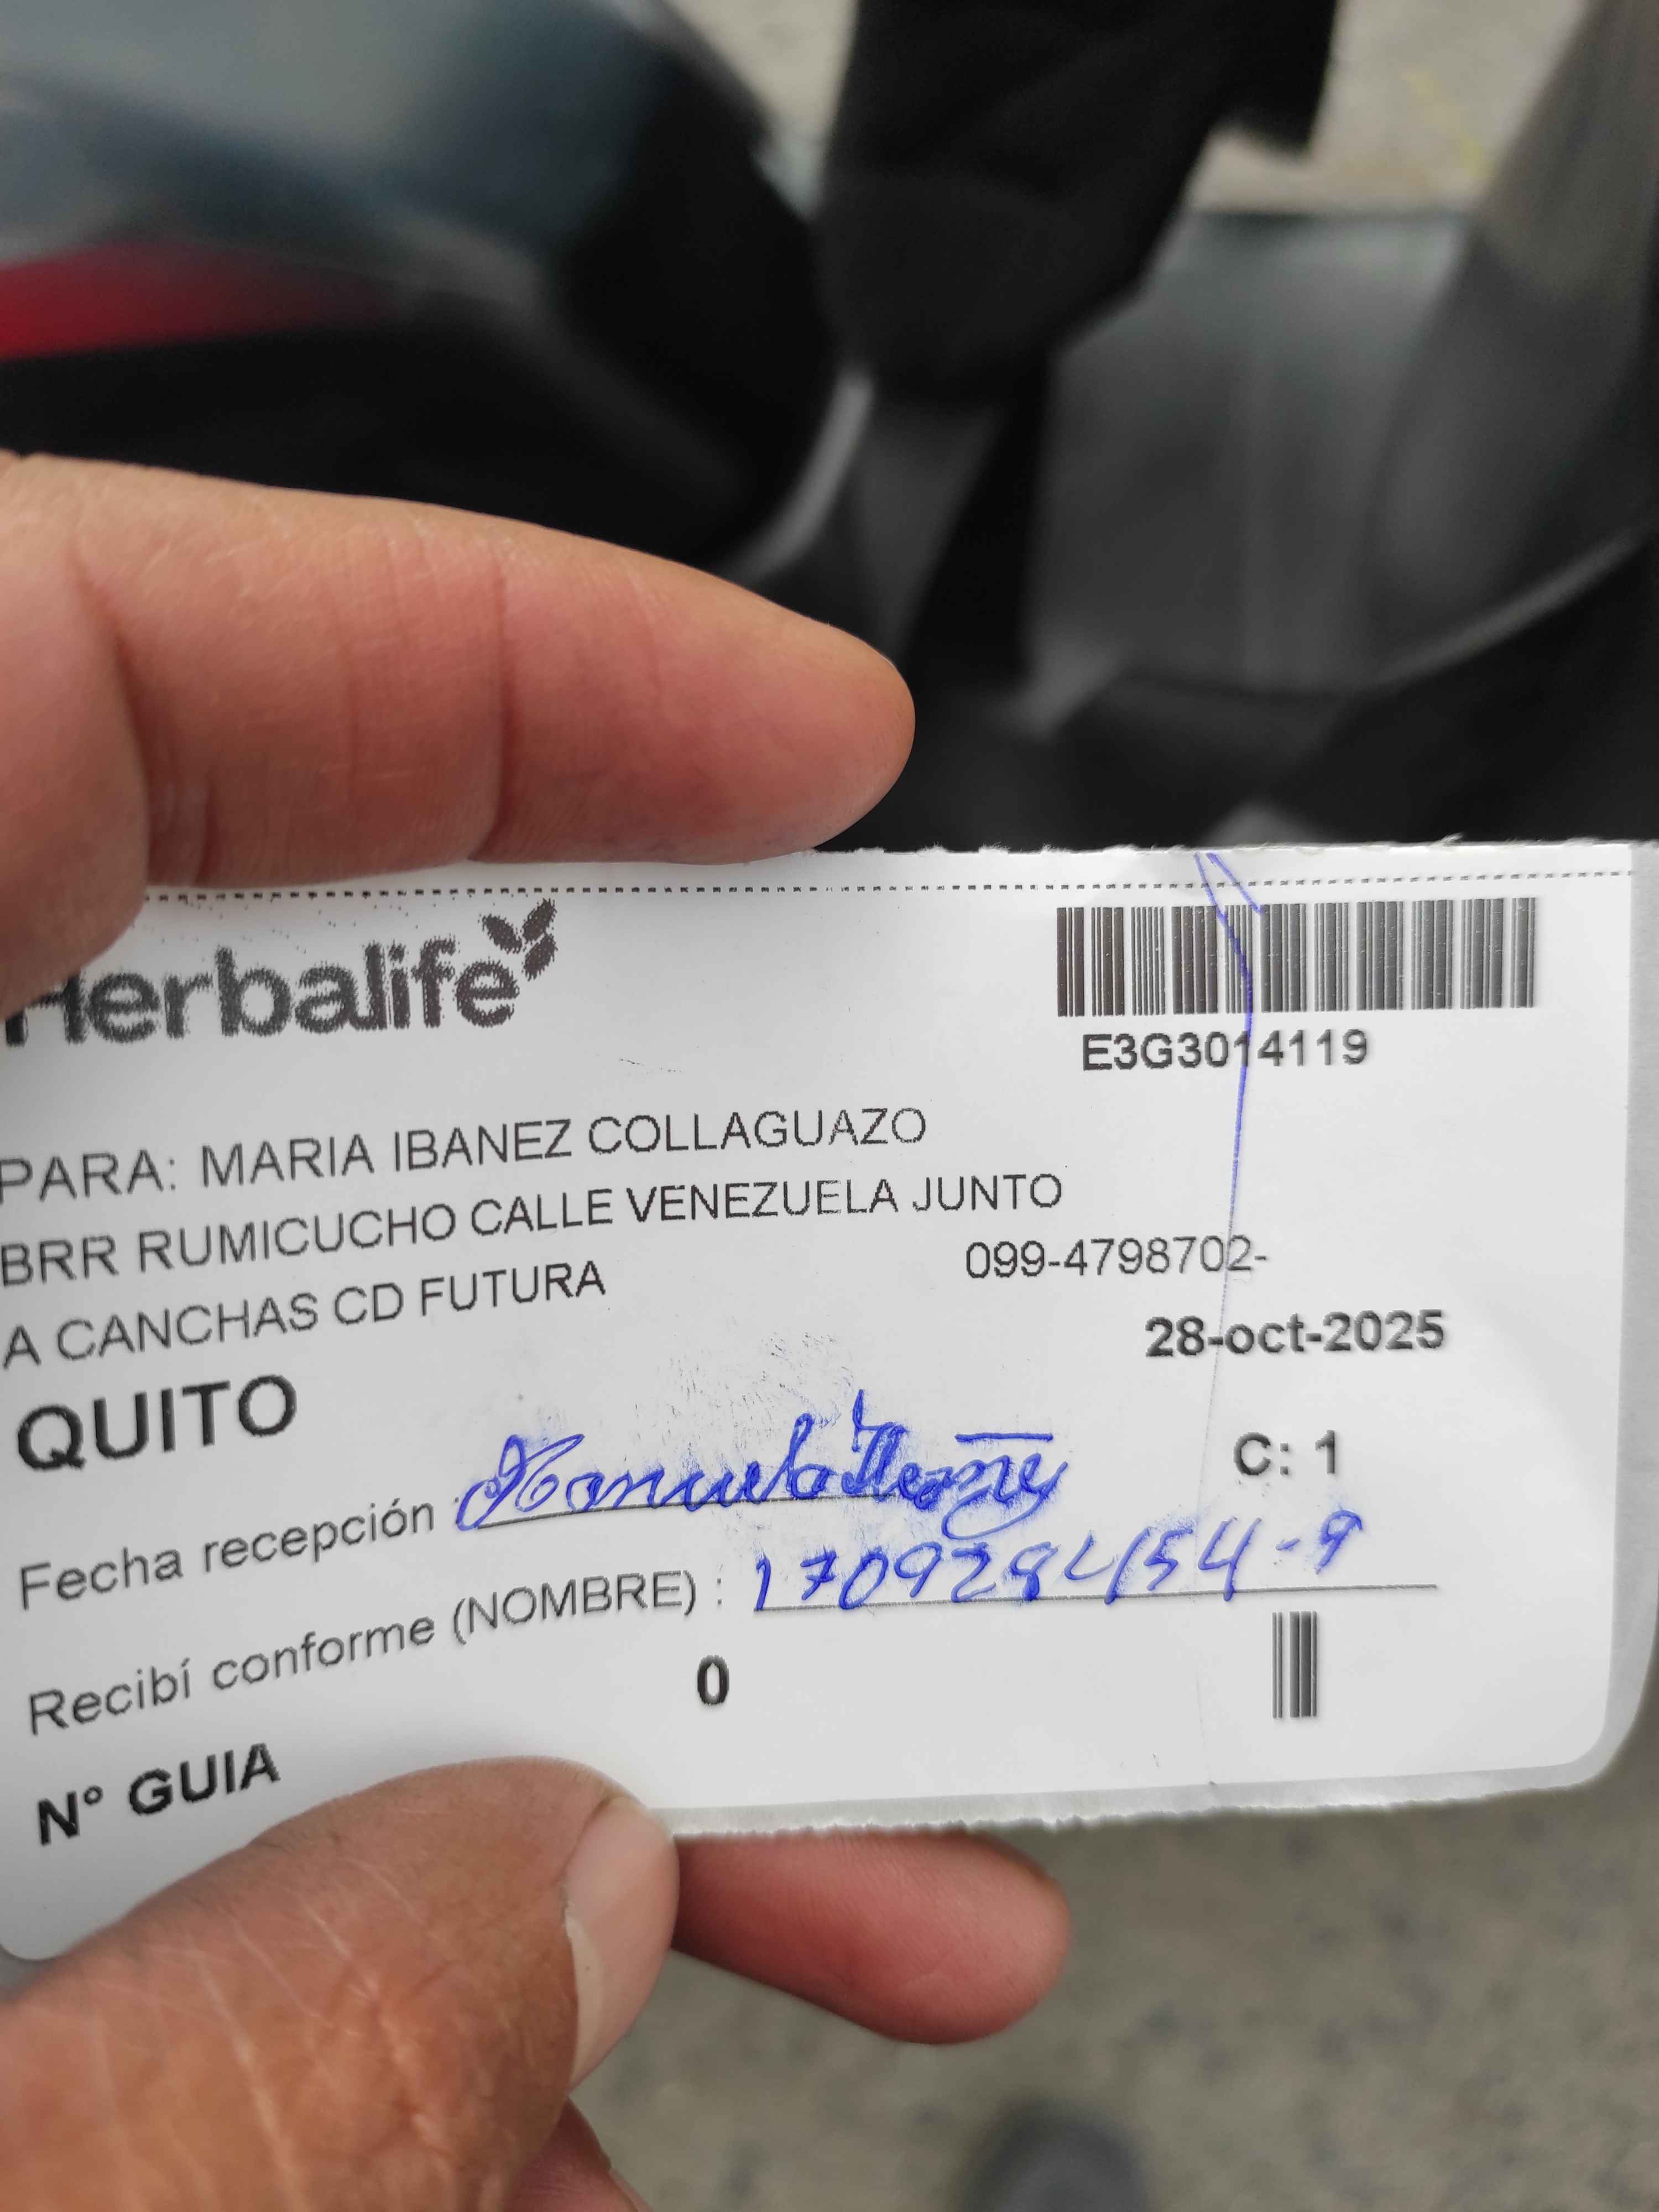 Herbalife
E3G3014119
PARA: MARIA IBANEZ COLLAGUAZO
BRR RUMICUCHO CALLE VENEZUELA JUNTO
A CANCHAS CD FUTURA
099-4798702-
28-oct-2025
QUITO
C: 1
Fecha recepción :
Recibí conforme (NOMBRE) : 170928454-9
0
N° GUIA